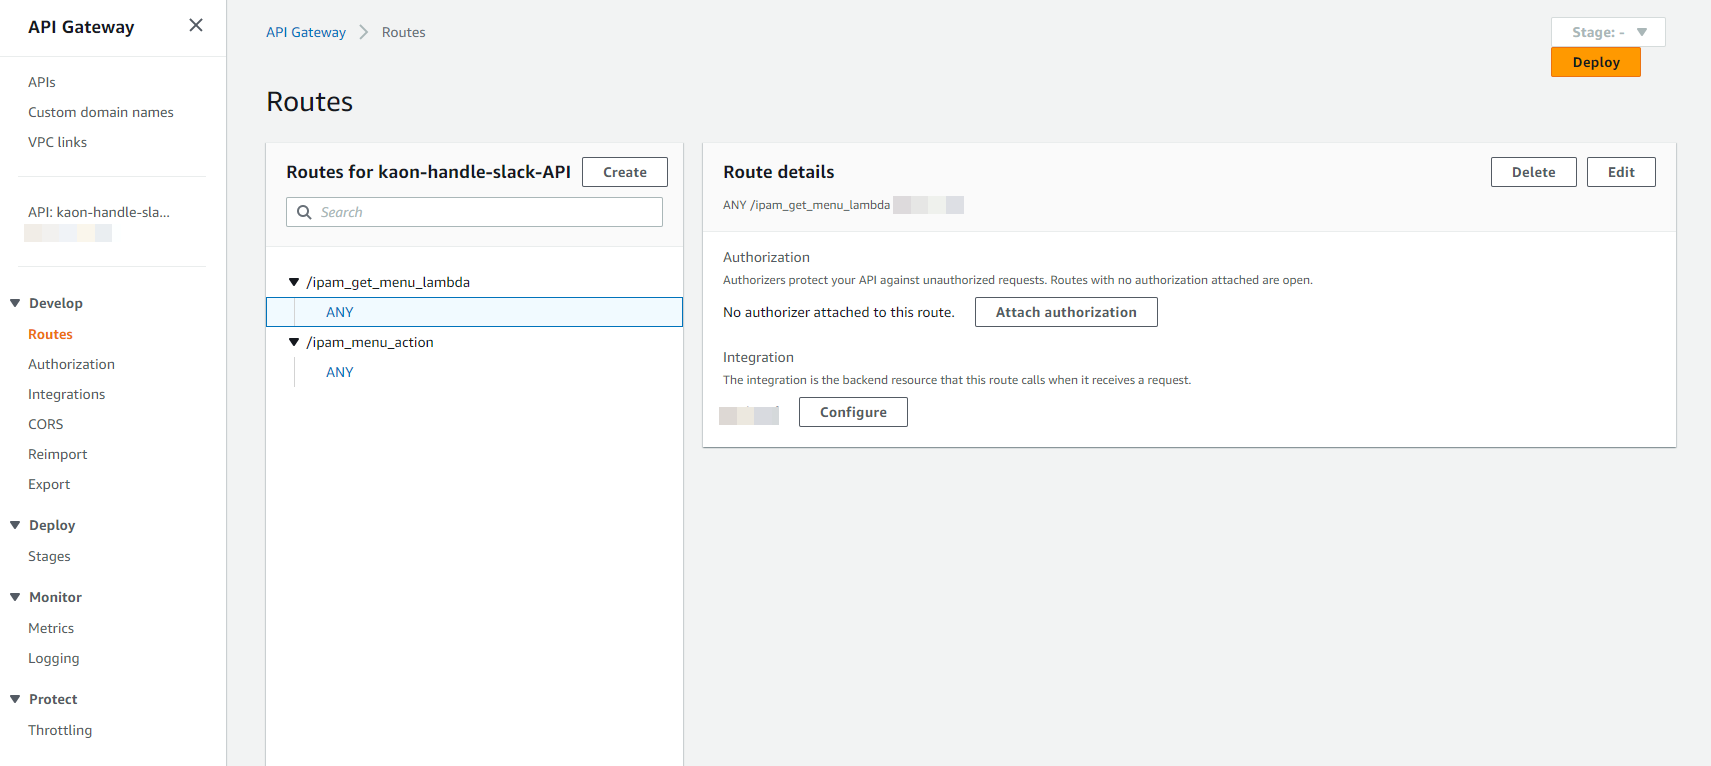 API Gateway
APIs
Custom domain names
VPC links
API: kaon-handle-sla...
Develop
Routes
Authorization
Integrations
CORS
Reimport
Export
Deploy
Stages
Monitor
Metrics
Logging
Protect
Throttling
API Gateway Routes
Stage: -
Deploy
Routes
Routes for kaon-handle-slack-API
Create
Search
/ipam_get_menu_lambda
ANY
/ipam_menu_action
ANY
Route details
Delete
Edit
ANY /ipam_get_menu_lambda
Authorization
Authorizers protect your API against unauthorized requests. Routes with no authorization attached are open.
No authorizer attached to this route.
Attach authorization
Integration
The integration is the backend resource that this route calls when it receives a request.
Configure